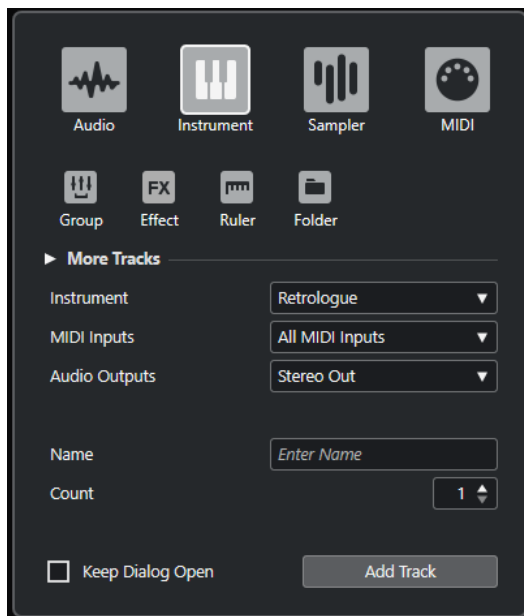 Audio Instrument Sampler MIDI
FX
Group Effect Ruler Folder
More Tracks
Instrument Retrologue
MIDI Inputs All MIDI Inputs
Audio Outputs Stereo Out
Name Enter Name
Count 1
Keep Dialog Open Add Track